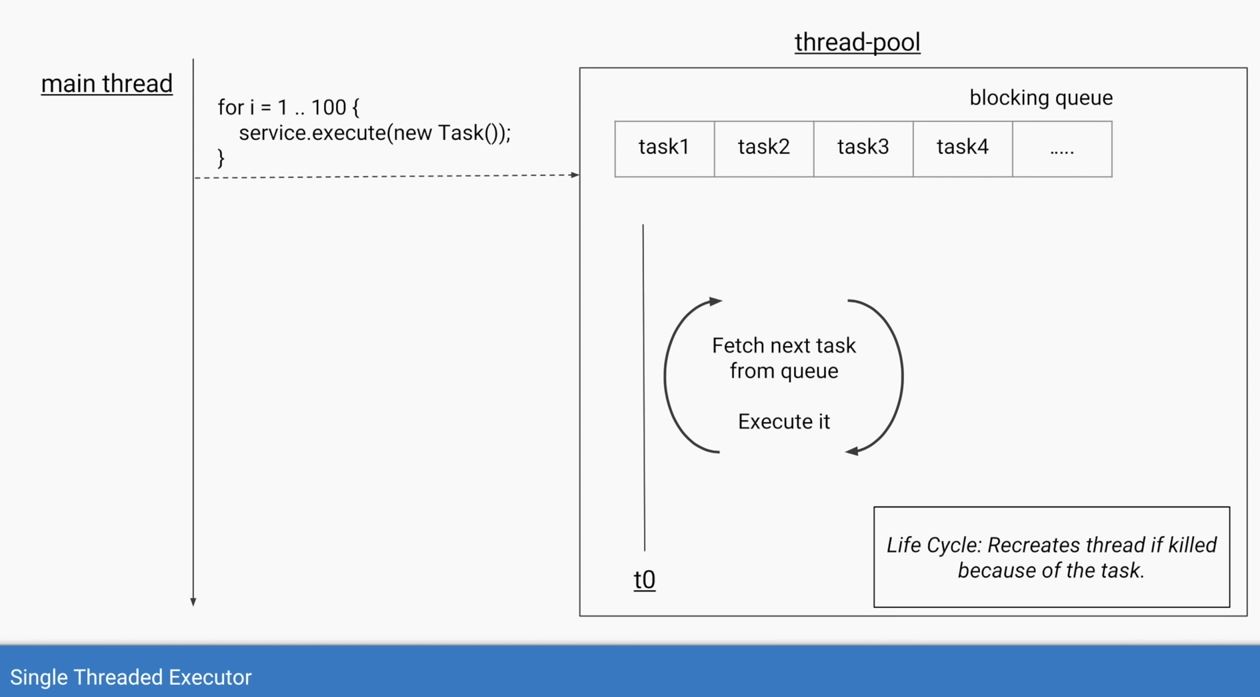 thread-pool
main thread
for i = 1 .. 100 {
service.execute(new Task());
}
blocking queue
task1 task2 task3 task4 .....
Fetch next task
from queue
Execute it
Life Cycle: Recreates thread if killed
because of the task.
t0
Single Threaded Executor